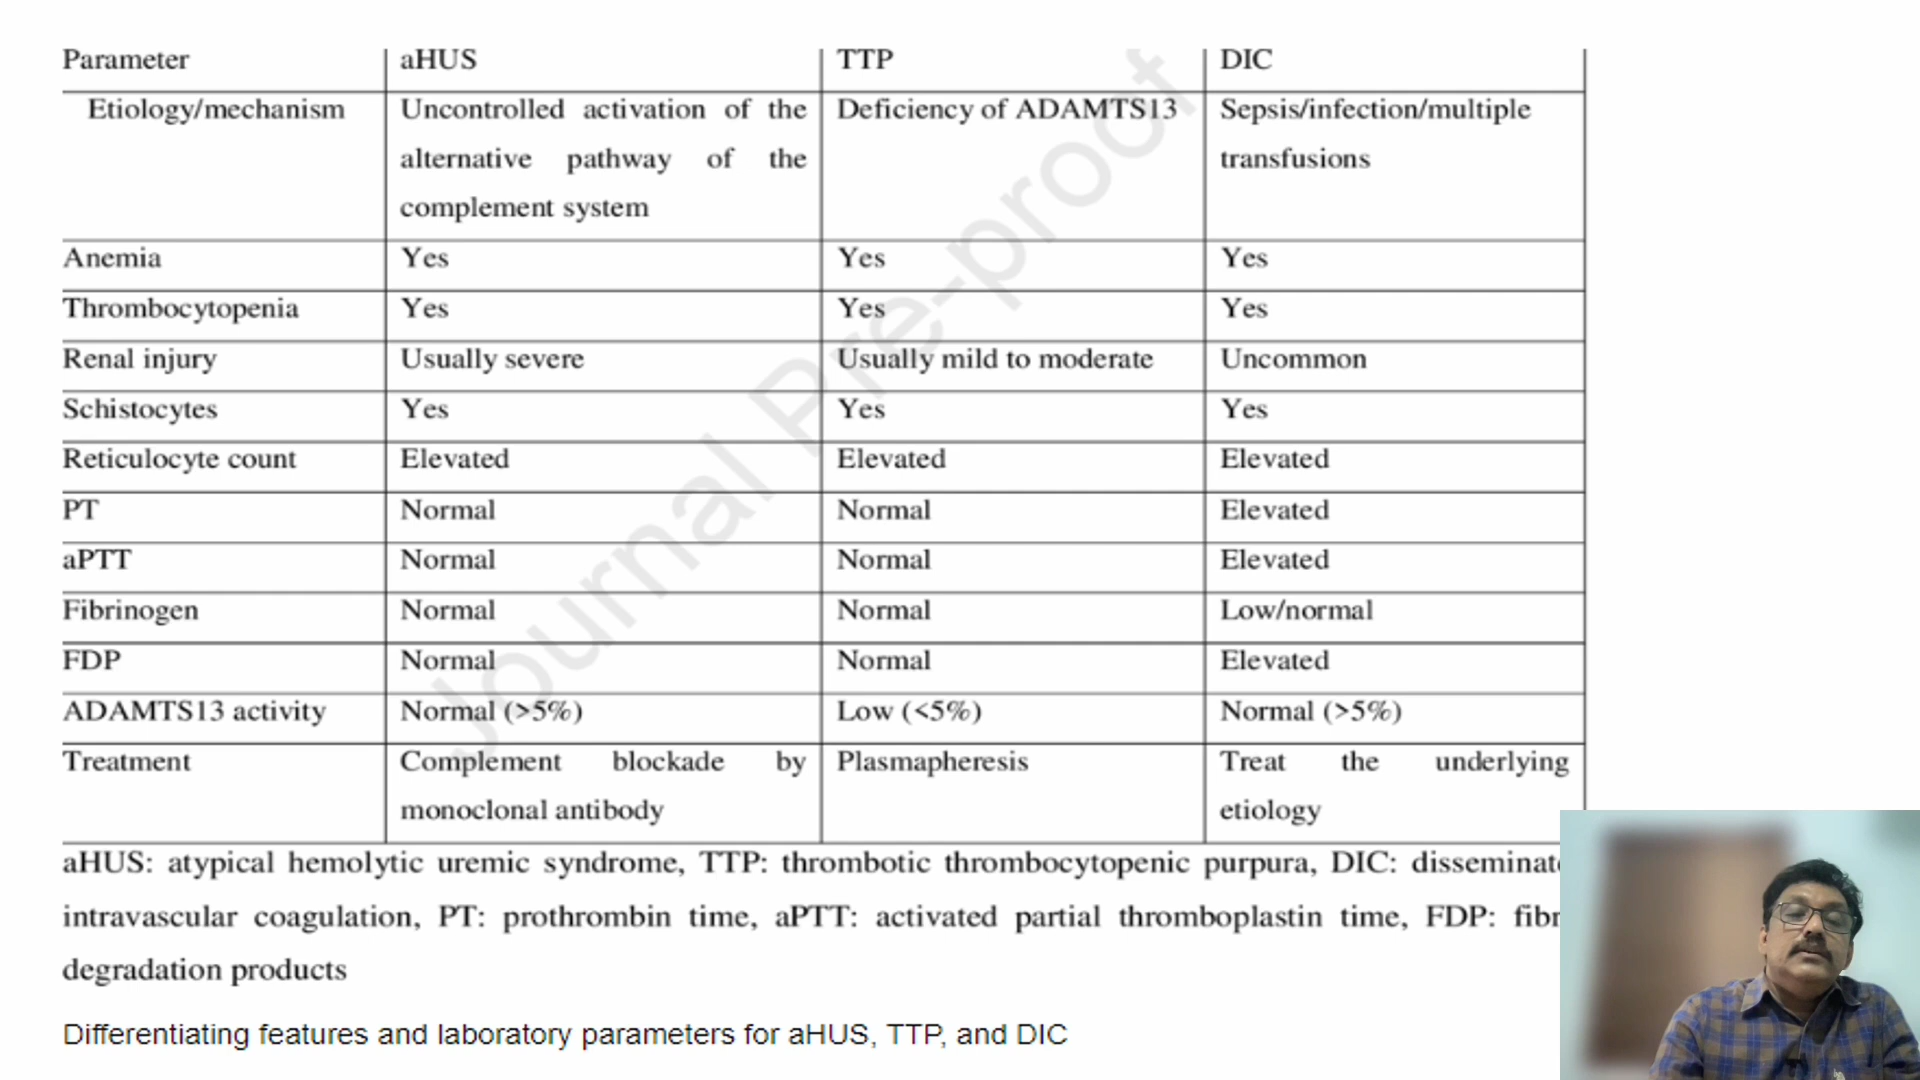 Parameter aHUS TTP DIC
Etiology/mechanism Uncontrolled activation of the Deficiency of ADAMTS13 Sepsis/infection/multiple
alternative pathway of the transfusions
complement system
Anemia Yes Yes Yes
Thrombocytopenia Yes Yes Yes
Renal injury Usually severe Usually mild to moderate Uncommon
Schistocytes Yes Yes Yes
Reticulocyte count Elevated Elevated Elevated
PT Normal Normal Elevated
aPTT Normal Normal Elevated
Fibrinogen Normal Normal Low/normal
FDP Normal Normal Elevated
ADAMTS13 activity Normal (>5%) Low (<5%) Normal (>5%)
Treatment Complement blockade by Plasmapheresis Treat the underlying
monoclonal antibody etiology
Journal Pre-proof
aHUS: atypical hemolytic uremic syndrome, TTP: thrombotic thrombocytopenic purpura, DIC: disseminat
intravascular coagulation, PT: prothrombin time, aPTT: activated partial thromboplastin time, FDP: fib
degradation products
Differentiating features and laboratory parameters for aHUS, TTP, and DIC